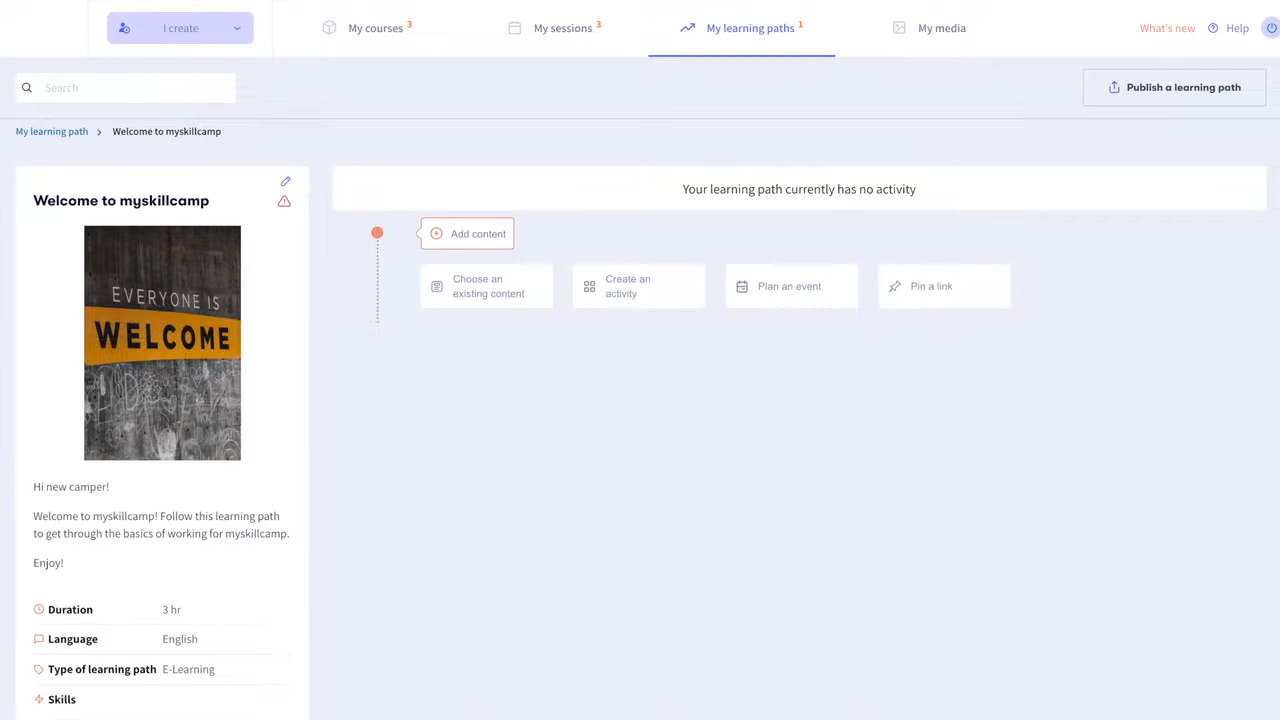 I create
My courses 3
My sessions 3
My learning paths 1
My media
What's new
Help
Search
Publish a learning path
My learning path > Welcome to myskillcamp
Welcome to myskillcamp
EVERYONE IS
WELCOME
Hi new camper!
Welcome to myskillcamp! Follow this learning path
to get through the basics of working for myskillcamp.
Enjoy!
Duration 3 hr
Language English
Type of learning path E-Learning
Skills
Your learning path currently has no activity
Add content
Choose an
existing content
Create an
activity
Plan an event
Pin a link